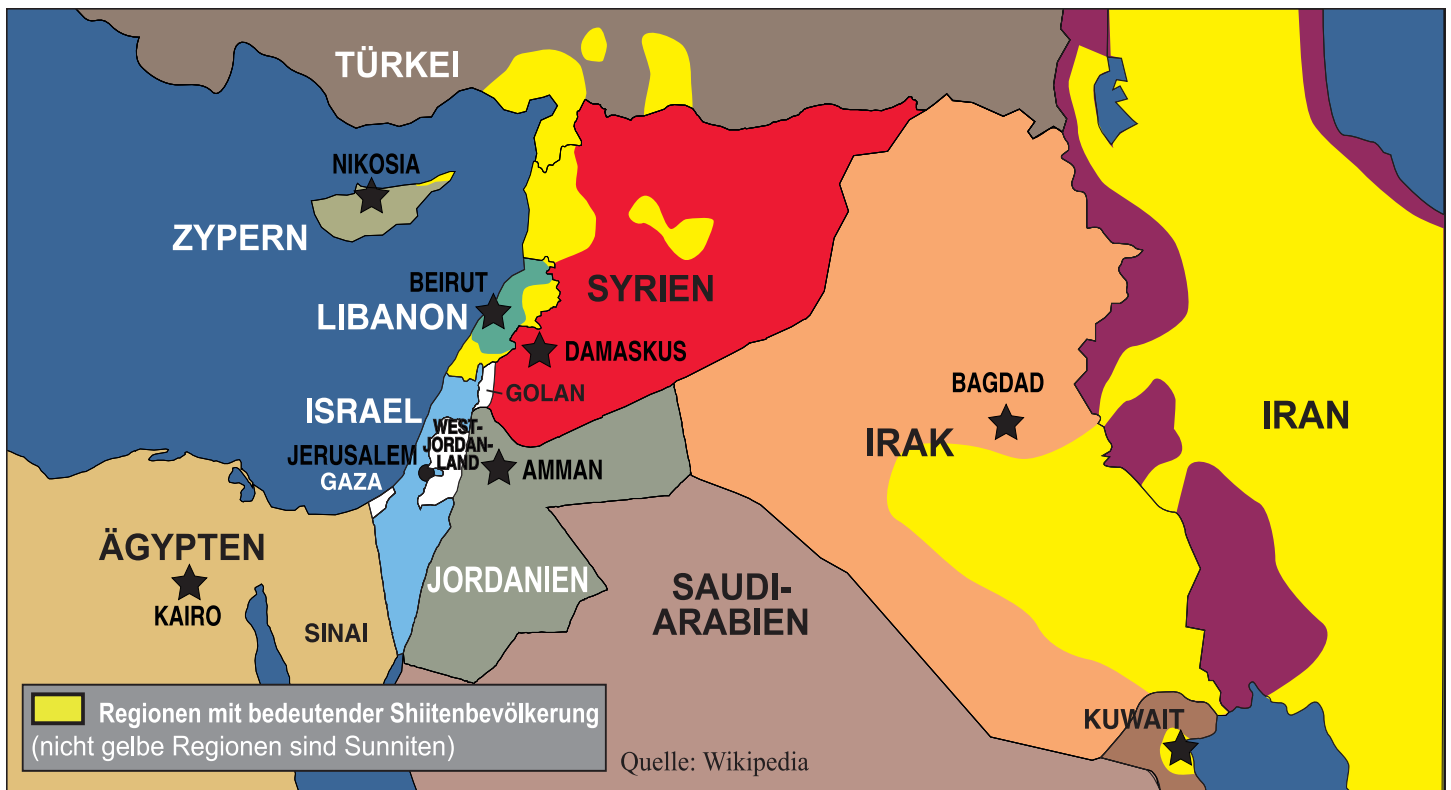 TÜRKEI
NIKOSIA
ZYPERN
BEIRUT
LIBANON
SYRIEN
DAMASKUS
GOLAN
ISRAEL
WEST-
JORDAN-
LAND
JERUSALEM
GAZA
AMMAN
BAGDAD
IRAK
IRAN
ÄGYPTEN
KAIRO
SINAI
JORDANIEN
SAUDI-
ARABIEN
KUWAIT
Regionen mit bedeutender Shiitenbevölkerung
(nicht gelbe Regionen sind Sunniten)
Quelle: Wikipedia